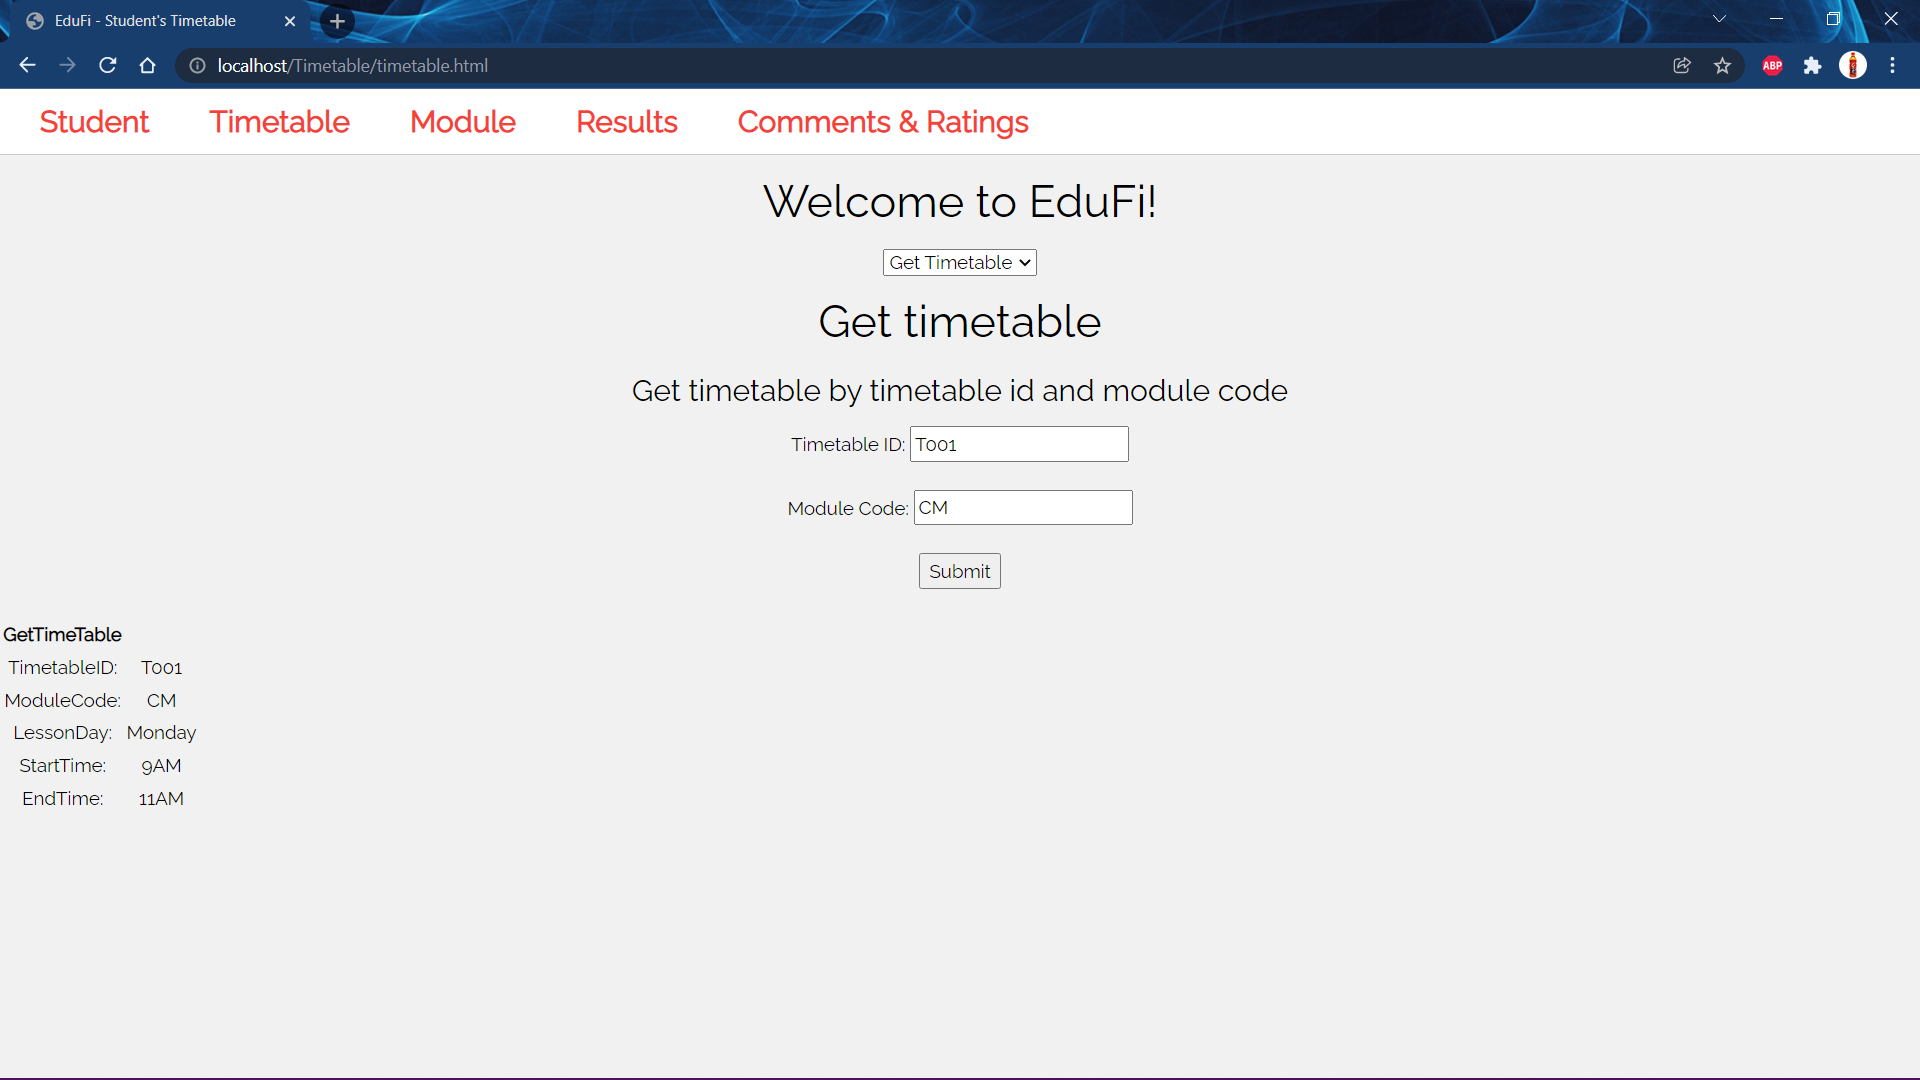 EduFi - Student's Timetable
localhost/Timetable/timetable.html
ABP
Student Timetable Module Results Comments & Ratings
Welcome to EduFi!
Get Timetable
Get timetable
Get timetable by timetable id and module code
Timetable ID: T001
Module Code: CM
Submit
GetTimeTable
TimetableID: T001
ModuleCode: CM
LessonDay: Monday
StartTime: 9AM
EndTime: 11AM